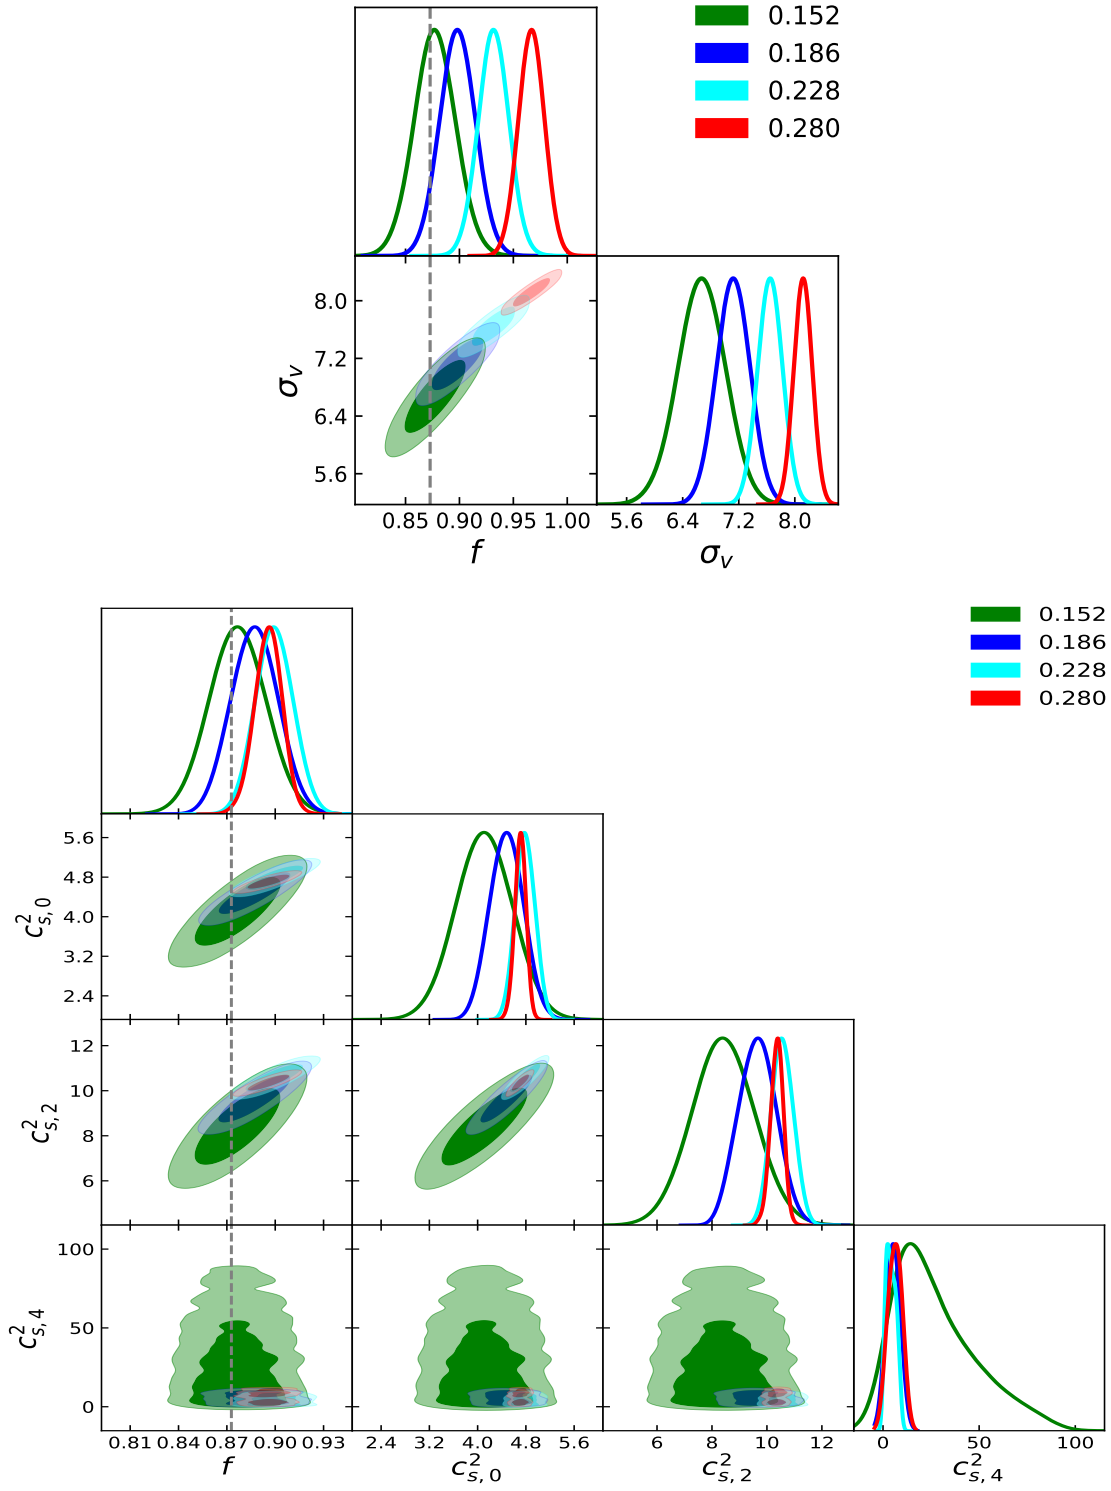 0.152
0.186
0.228
0.280
σv
8.0
7.2
6.4
5.6
0.85 0.90 0.95 1.00
5.6 6.4 7.2 8.0
f
σv
0.152
0.186
0.228
0.280
c²s, 0
5.6
4.8
4.0
3.2
2.4
c²s, 2
12
10
8
6
c²s, 4
100
50
0
0.81 0.84 0.87 0.90 0.93
2.4 3.2 4.0 4.8 5.6
6 8 10 12
0 50 100
f
c²s, 0
c²s, 2
c²s, 4